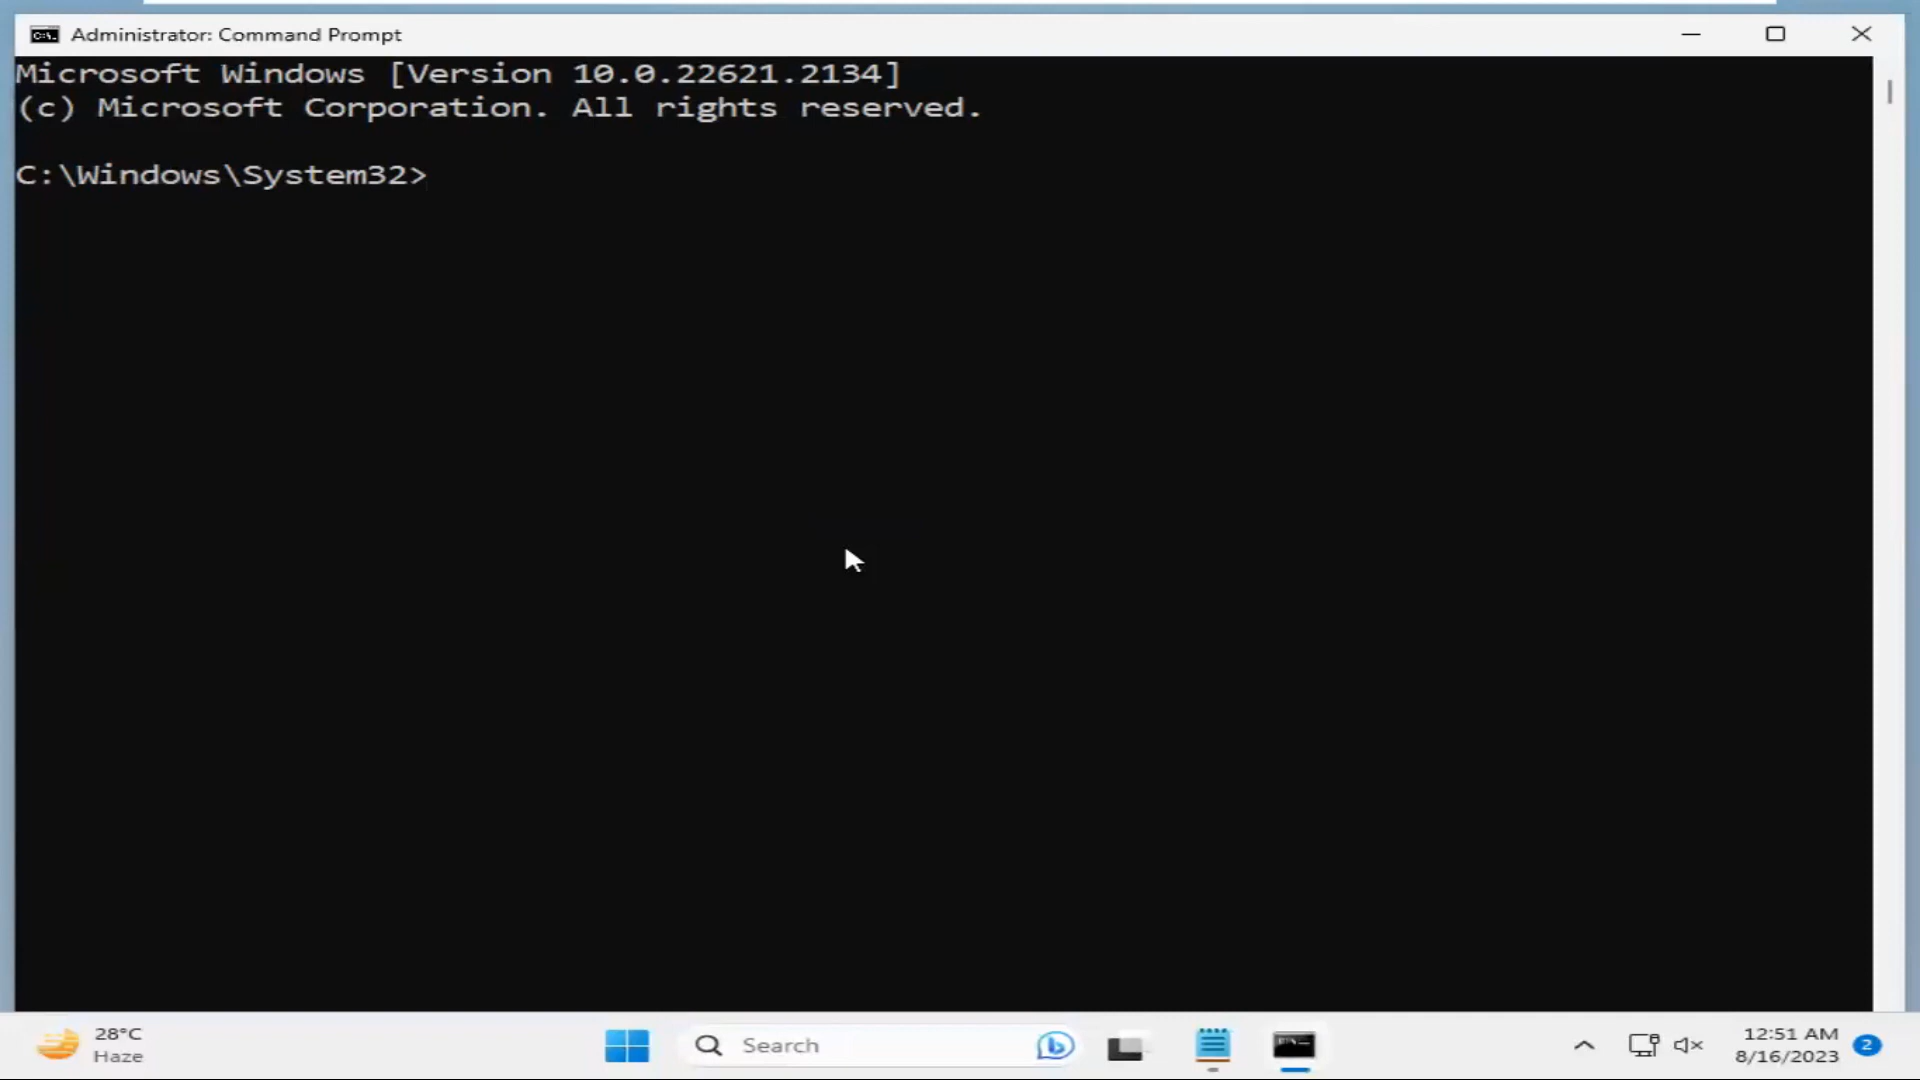 Administrator: Command Prompt
Microsoft Windows [Version 10.0.22621.2134]
(c) Microsoft Corporation. All rights reserved.
C:\Windows\System32>
28°C
Haze
Search
12:51 AM
8/16/2023
2